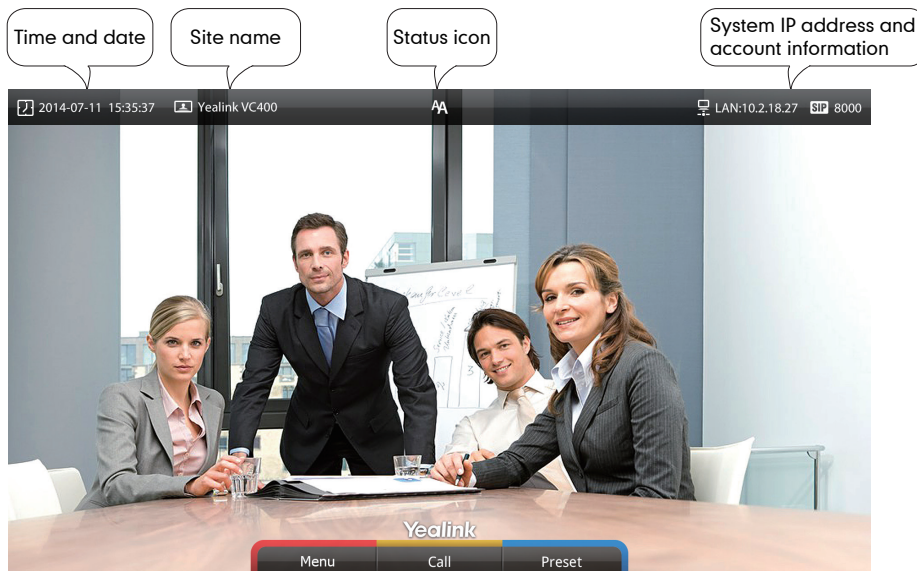 Time and date
Site name
Status icon
System IP address and
account information
2014-07-11 15:35:37
Yealink VC400
AA
LAN:10.2.18.27
SIP 8000
Yealink
Menu
Call
Preset